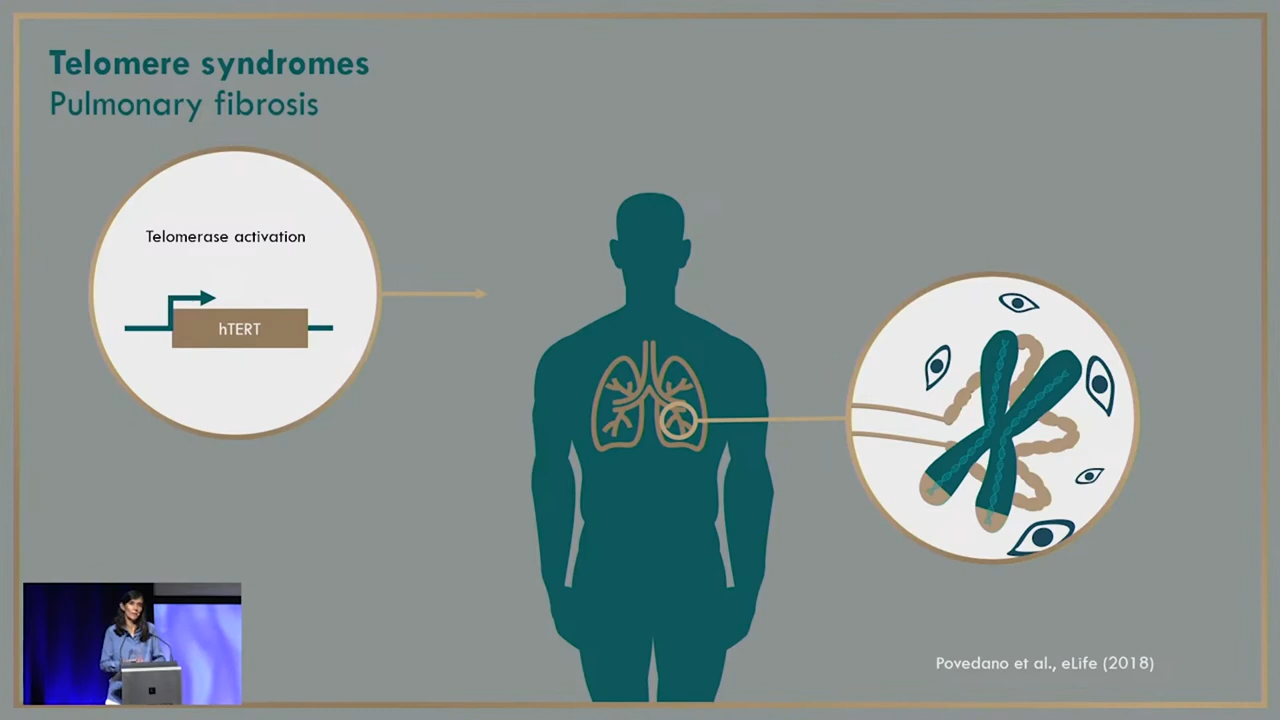 Telomere syndromes
Pulmonary fibrosis
Telomerase activation
hTERT
Povedano et al., eLife (2018)